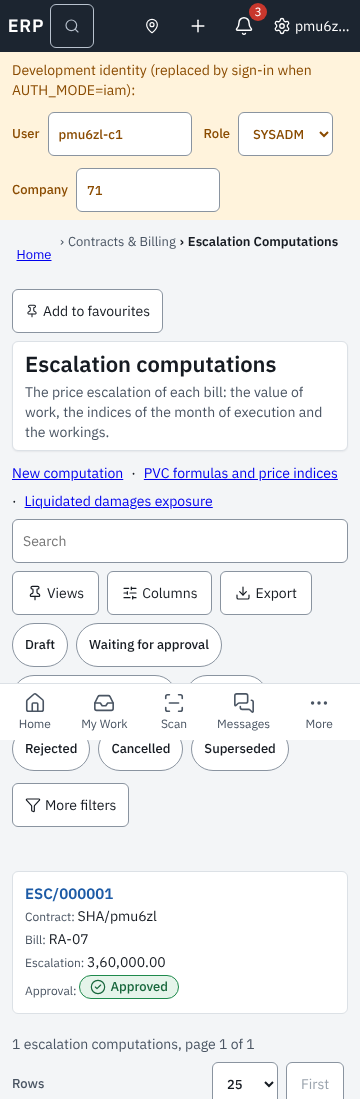 ERP
3
pmu6z...
Development identity (replaced by sign-in when
AUTH_MODE=iam):
User pmu6zl-c1 Role SYSADM
Company 71
Home › Contracts & Billing › Escalation Computations
Add to favourites
Escalation computations
The price escalation of each bill: the value of
work, the indices of the month of execution and
the workings.
New computation · PVC formulas and price indices
· Liquidated damages exposure
Search
Views Columns Export
Draft Waiting for approval
Home My Work Scan Messages More
Rejected Cancelled Superseded
More filters
ESC/000001
Contract: SHA/pmu6zl
Bill: RA-07
Escalation: 3,60,000.00
Approval: Approved
1 escalation computations, page 1 of 1
Rows 25 First